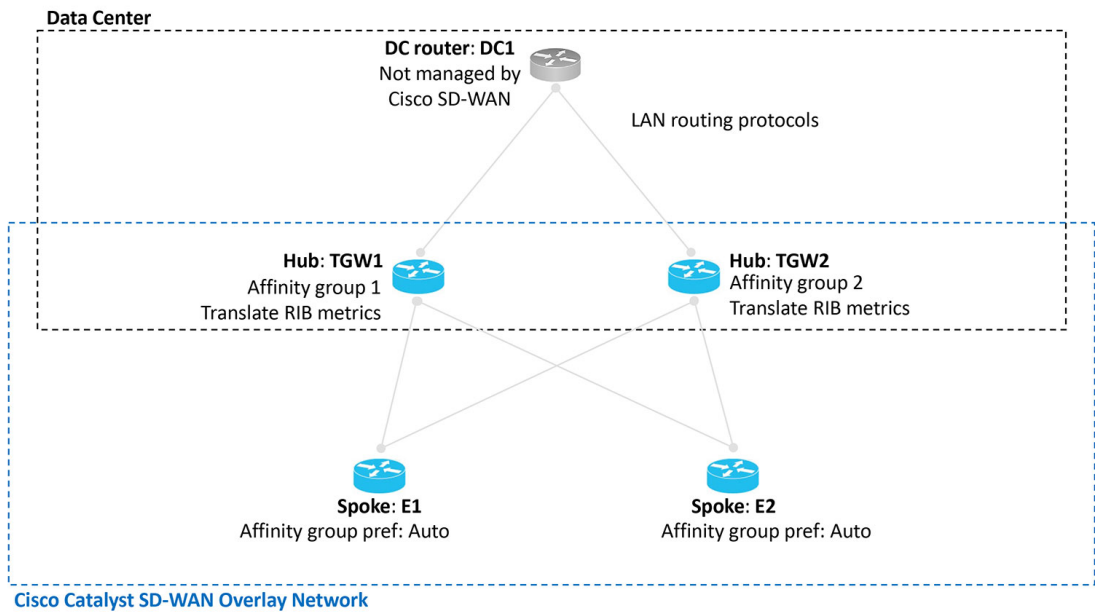 Data Center
DC router: DC1
Not managed by
Cisco SD-WAN
LAN routing protocols
Hub: TGW1
Affinity group 1
Translate RIB metrics
Hub: TGW2
Affinity group 2
Translate RIB metrics
Spoke: E1
Affinity group pref: Auto
Spoke: E2
Affinity group pref: Auto
Cisco Catalyst SD-WAN Overlay Network